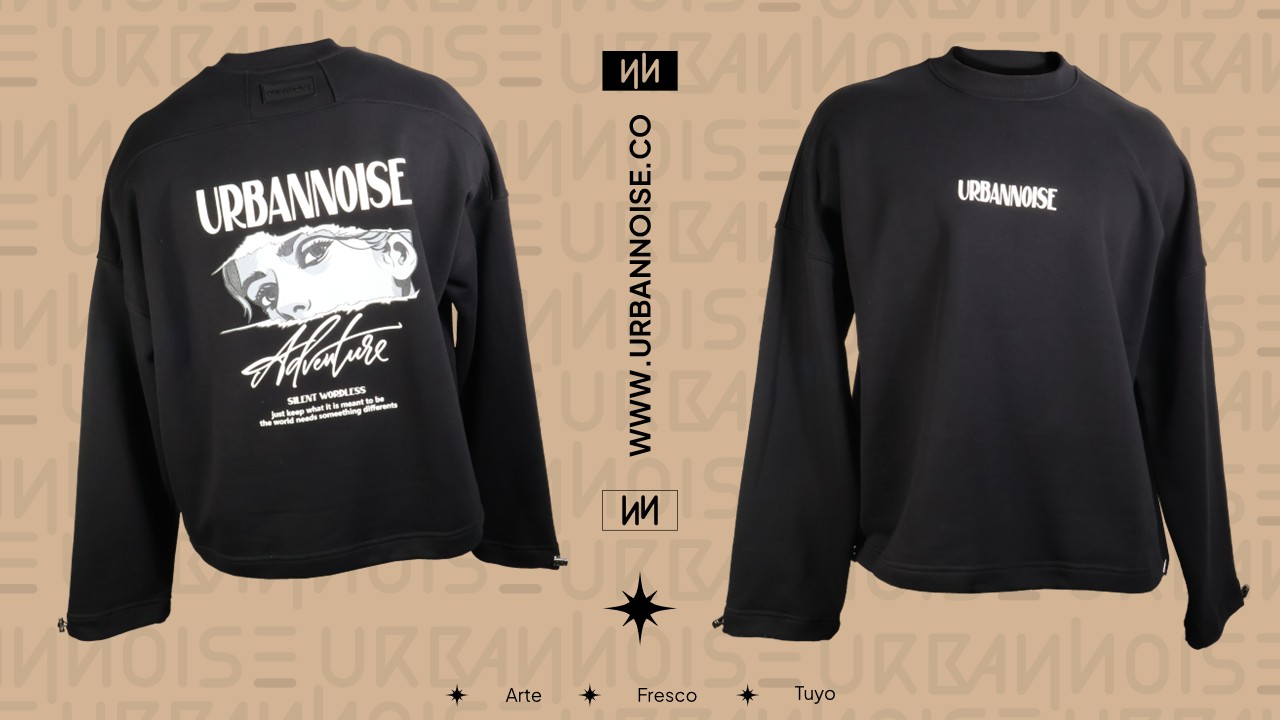 URBANNOISE
Adventure
SILENT WORDLESS
Just keep what it is meant to be
the world needs someething differents
WWW.URBANNOISE.CO
URBANNOISE
Arte
Fresco
Tuyo